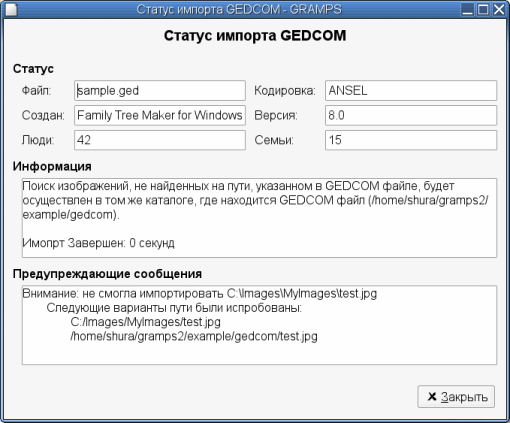 Статус импорта GEDCOM - GRAMPS
Статус импорта GEDCOM
Статус
Файл: sample.ged Кодировка: ANSEL
Создан: Family Tree Maker for Windows Версия: 8.0
Люди: 42 Семьи: 15
Информация
Поиск изображений, не найденных на пути, указанном в GEDCOM файле, будет
осуществлен в том же каталоге, где находится GEDCOM файл (/home/shura/gramps2/
example/gedcom).
Имопрт Завершен: 0 секунд
Предупреждающие сообщения
Внимание: не смогла импортировать C:\Images\MyImages\test.jpg
Следующие варианты пути были испробованы:
C:/Images/MyImages/test.jpg
/home/shura/gramps2/example/gedcom/test.jpg
Закрыть